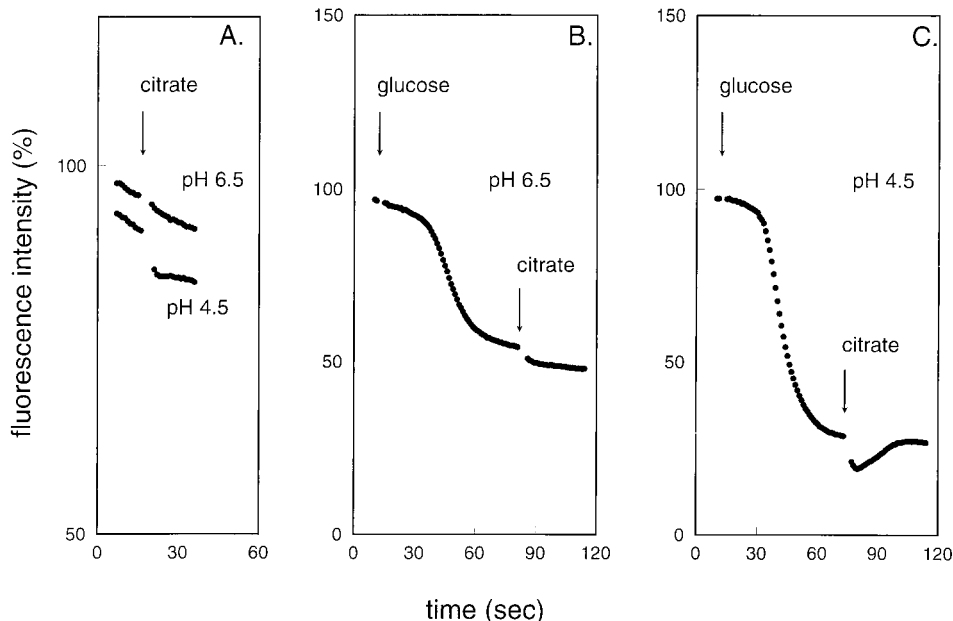 fluorescence intensity (%)
A.
citrate
100
pH 6.5
pH 4.5
50
0
30
60
B.
150
glucose
100
pH 6.5
citrate
50
0
0
30
60
90
120
C.
150
glucose
100
pH 4.5
citrate
50
0
0
30
60
90
120
time (sec)